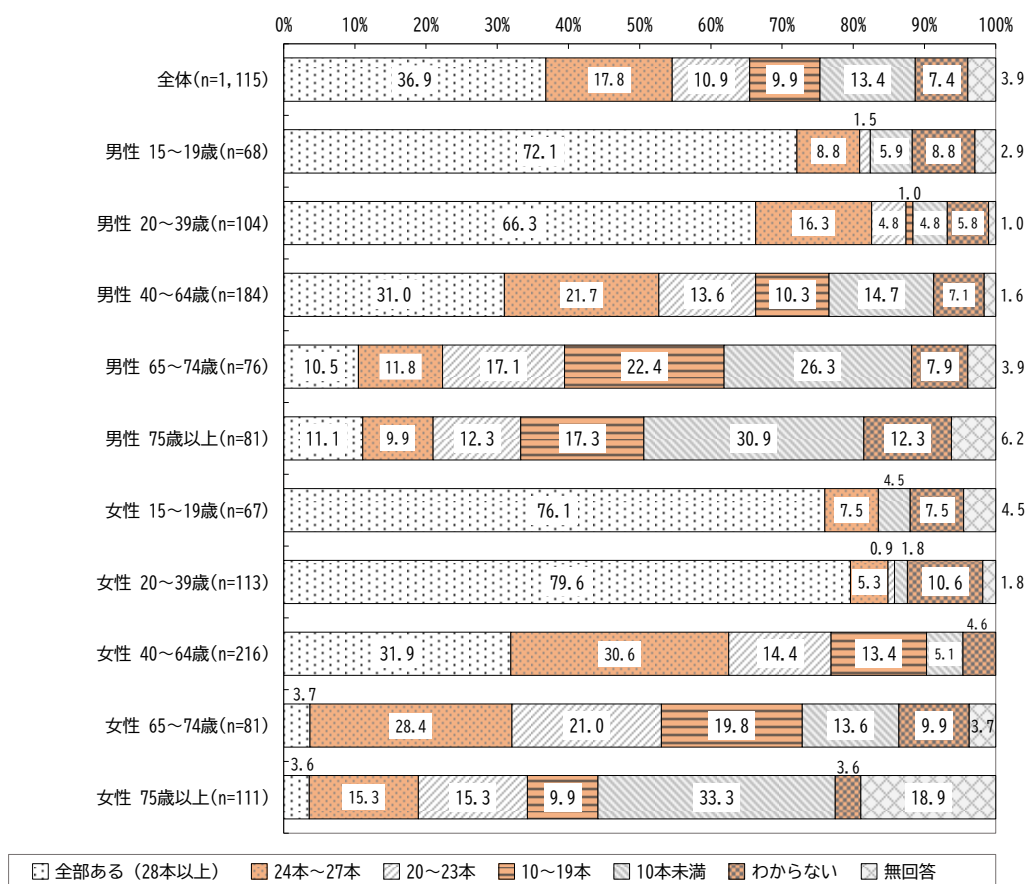 0% 10% 20% 30% 40% 50% 60% 70% 80% 90% 100%
全体(n=1,115) 36.9 17.8 10.9 9.9 13.4 7.4 3.9
1.5
男性 15～19歳(n=68) 72.1 8.8 5.9 8.8 2.9
1.0
男性 20～39歳(n=104) 66.3 16.3 4.8 4.8 5.8 1.0
男性 40～64歳(n=184) 31.0 21.7 13.6 10.3 14.7 7.1 1.6
男性 65～74歳(n=76) 10.5 11.8 17.1 22.4 26.3 7.9 3.9
男性 75歳以上(n=81) 11.1 9.9 12.3 17.3 30.9 12.3 6.2
4.5
女性 15～19歳(n=67) 76.1 7.5 7.5 4.5
0.9 1.8
女性 20～39歳(n=113) 79.6 5.3 10.6 1.8
4.6
女性 40～64歳(n=216) 31.9 30.6 14.4 13.4 5.1
3.7
女性 65～74歳(n=81) 28.4 21.0 19.8 13.6 9.9 3.7
3.6 3.6
女性 75歳以上(n=111) 15.3 15.3 9.9 33.3 18.9
全部ある（28本以上） 24本～27本 20～23本 10～19本 10本未満 わからない 無回答